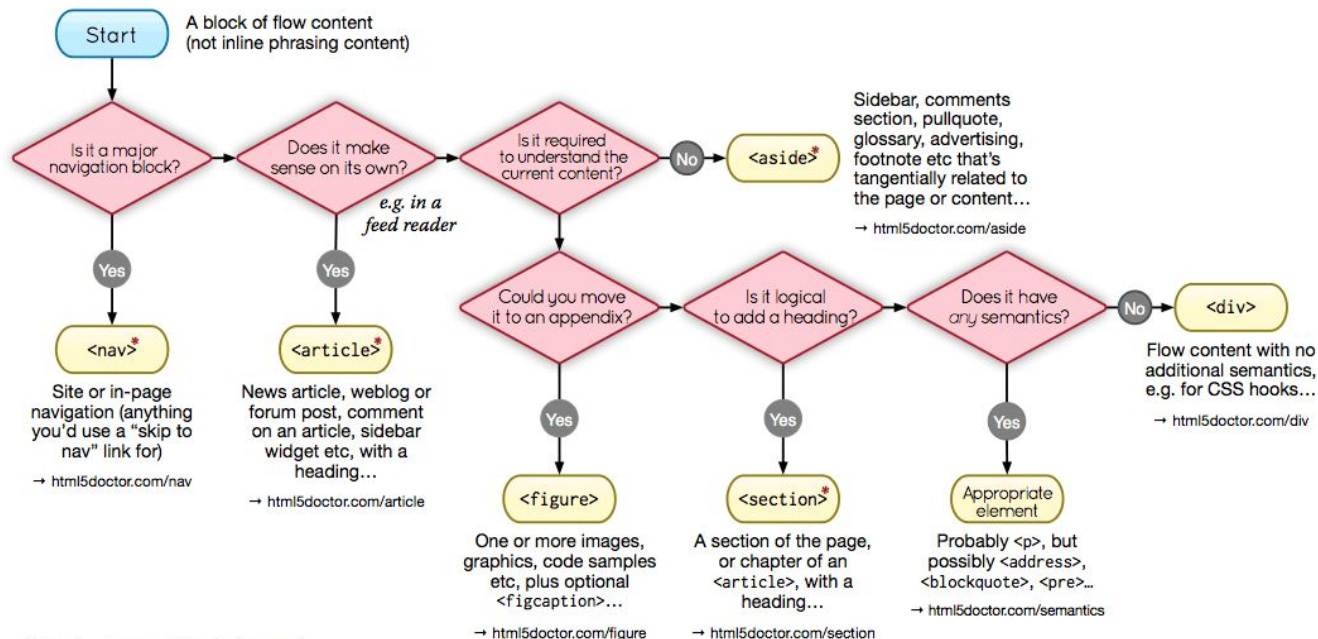 Start
A block of flow content
(not inline phrasing content)
Is it a major
navigation block?
Does it make
sense on its own?
e.g. in a
feed reader
Is it required
to understand the
current content?
No
<aside>*
Sidebar, comments
section, pullquote,
glossary, advertising,
footnote etc that's
tangentially related to
the page or content…
→ html5doctor.com/aside
Yes
<nav>*
Site or in-page
navigation (anything
you'd use a “skip to
nav” link for)
→ html5doctor.com/nav
Yes
<article>*
News article, weblog or
forum post, comment
on an article, sidebar
widget etc, with a
heading…
→ html5doctor.com/article
Could you move
it to an appendix?
Is it logical
to add a heading?
Does it have
any semantics?
No
<div>
Flow content with no
additional semantics,
e.g. for CSS hooks…
→ html5doctor.com/div
Yes
<figure>
One or more images,
graphics, code samples
etc, plus optional
<figcaption>…
→ html5doctor.com/figure
Yes
<section>*
A section of the page,
or chapter of an
<article>, with a
heading…
→ html5doctor.com/section
Yes
Appropriate
element
Probably <p>, but
possibly <address>,
<blockquote>, <pre>…
→ html5doctor.com/semantics